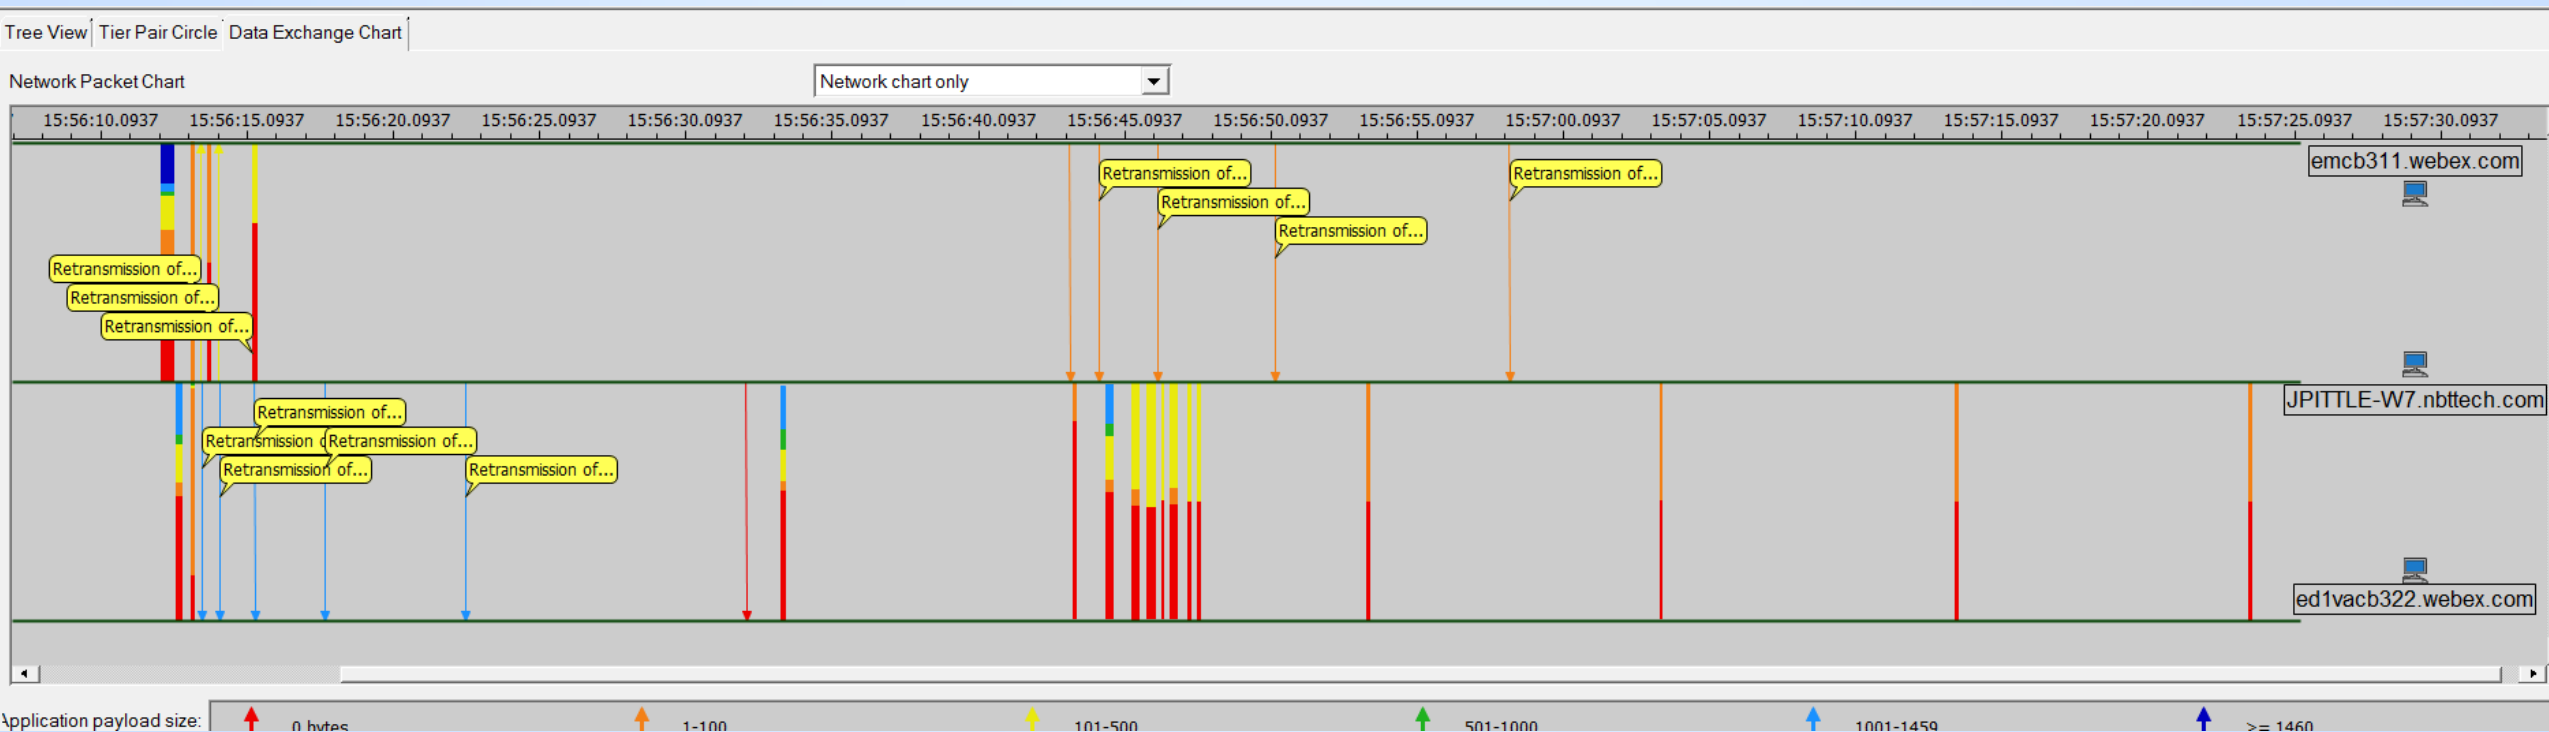 Tree View Tier Pair Circle Data Exchange Chart
Network Packet Chart Network chart only
15:56:10.0937 15:56:15.0937 15:56:20.0937 15:56:25.0937 15:56:30.0937 15:56:35.0937 15:56:40.0937 15:56:45.0937 15:56:50.0937 15:56:55.0937 15:57:00.0937 15:57:05.0937 15:57:10.0937 15:57:15.0937 15:57:20.0937 15:57:25.0937 15:57:30.0937
emcb311.webex.com
Retransmission of... Retransmission of...
Retransmission of...
Retransmission of...
Retransmission of...
Retransmission of...
Retransmission of...
JPITTLE-W7.nbttech.com
Retransmission of...
Retransmission Retransmission of...
Retransmission of... Retransmission of...
ed1vacb322.webex.com
Application payload size: 0 bytes 1-100 101-500 501-1000 1001-1459 >= 1460